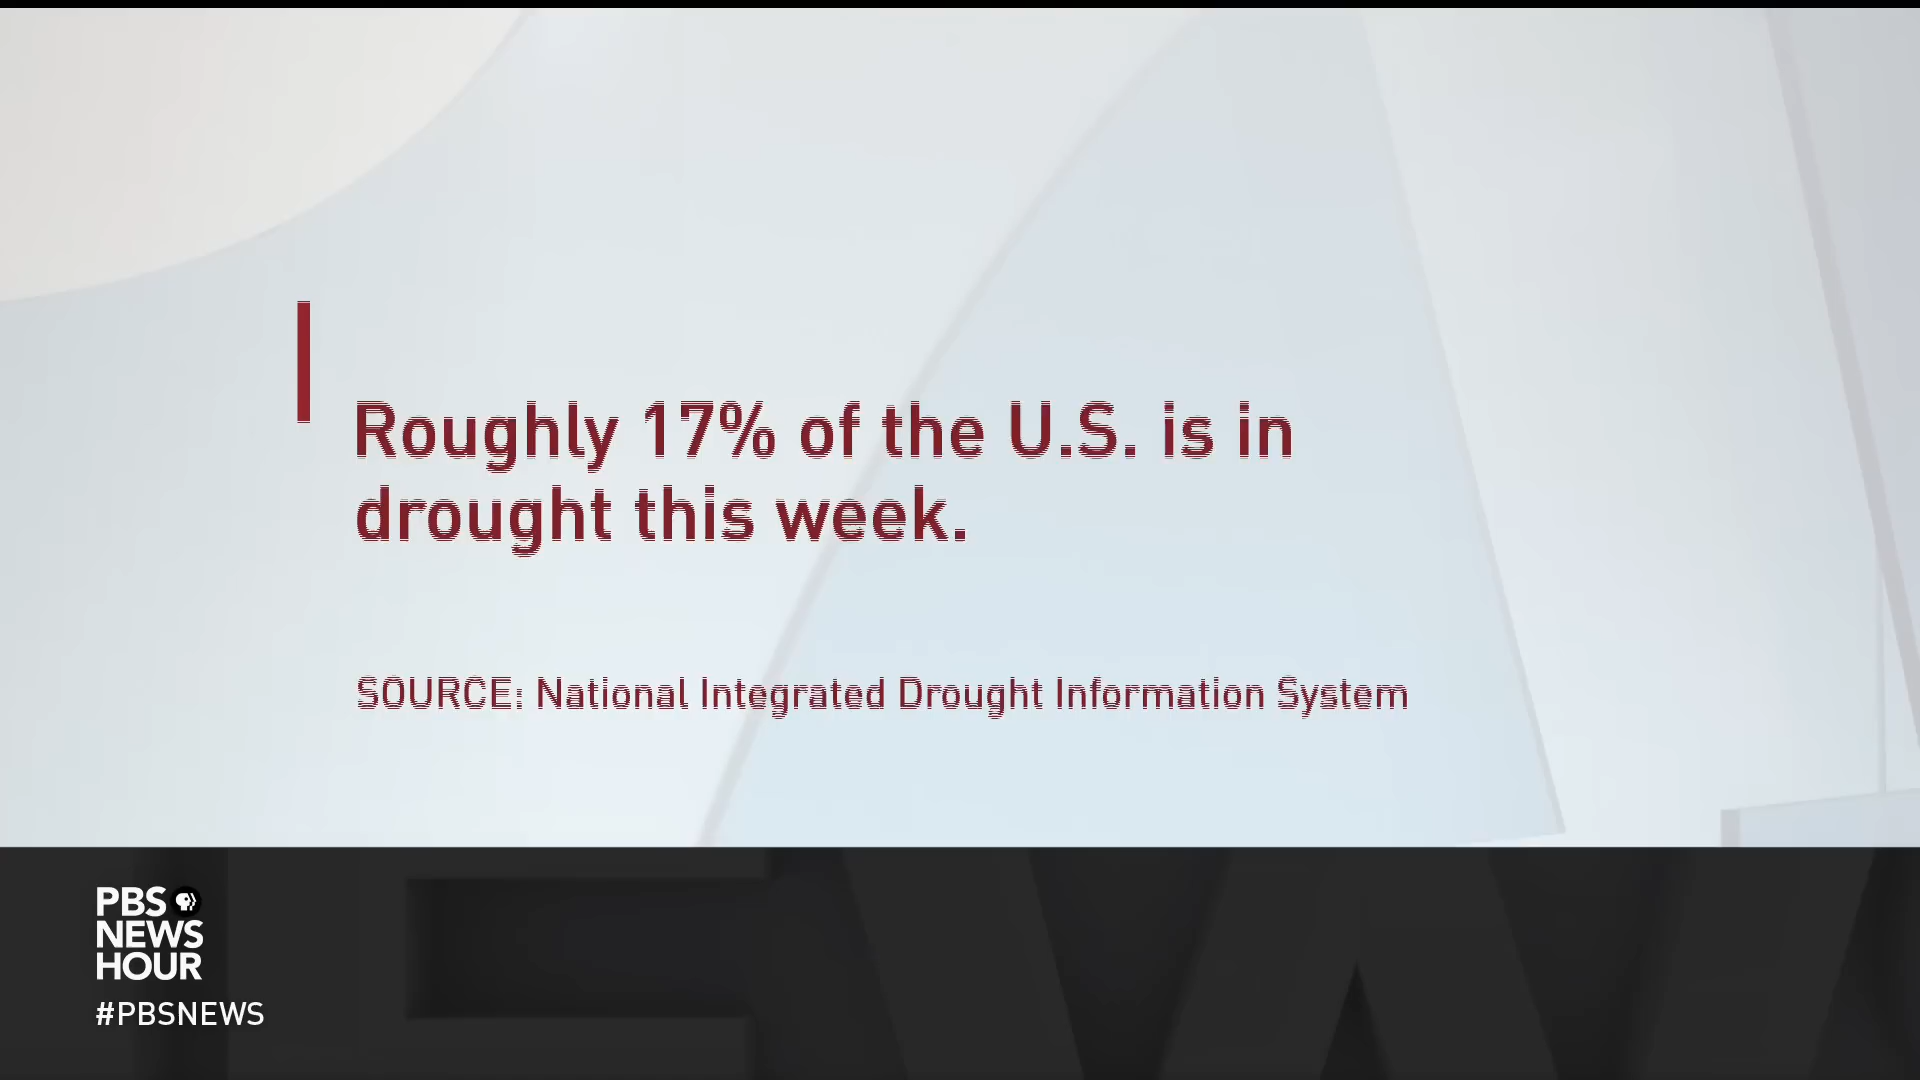 Roughly 17% of the U.S. is in
drought this week.
SOURCE: National Integrated Drought Information System
PBS
NEWS
HOUR
#PBSNEWS